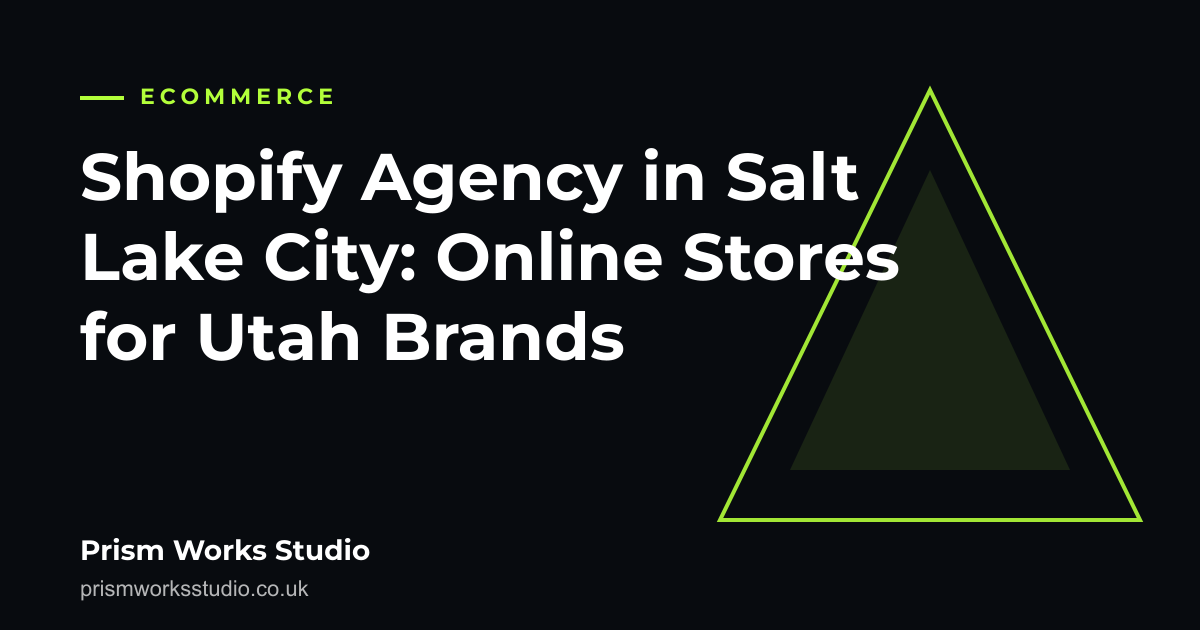 ECOMMERCE
Shopify Agency in Salt
Lake City: Online Stores
for Utah Brands
Prism Works Studio
prismworksstudio.co.uk